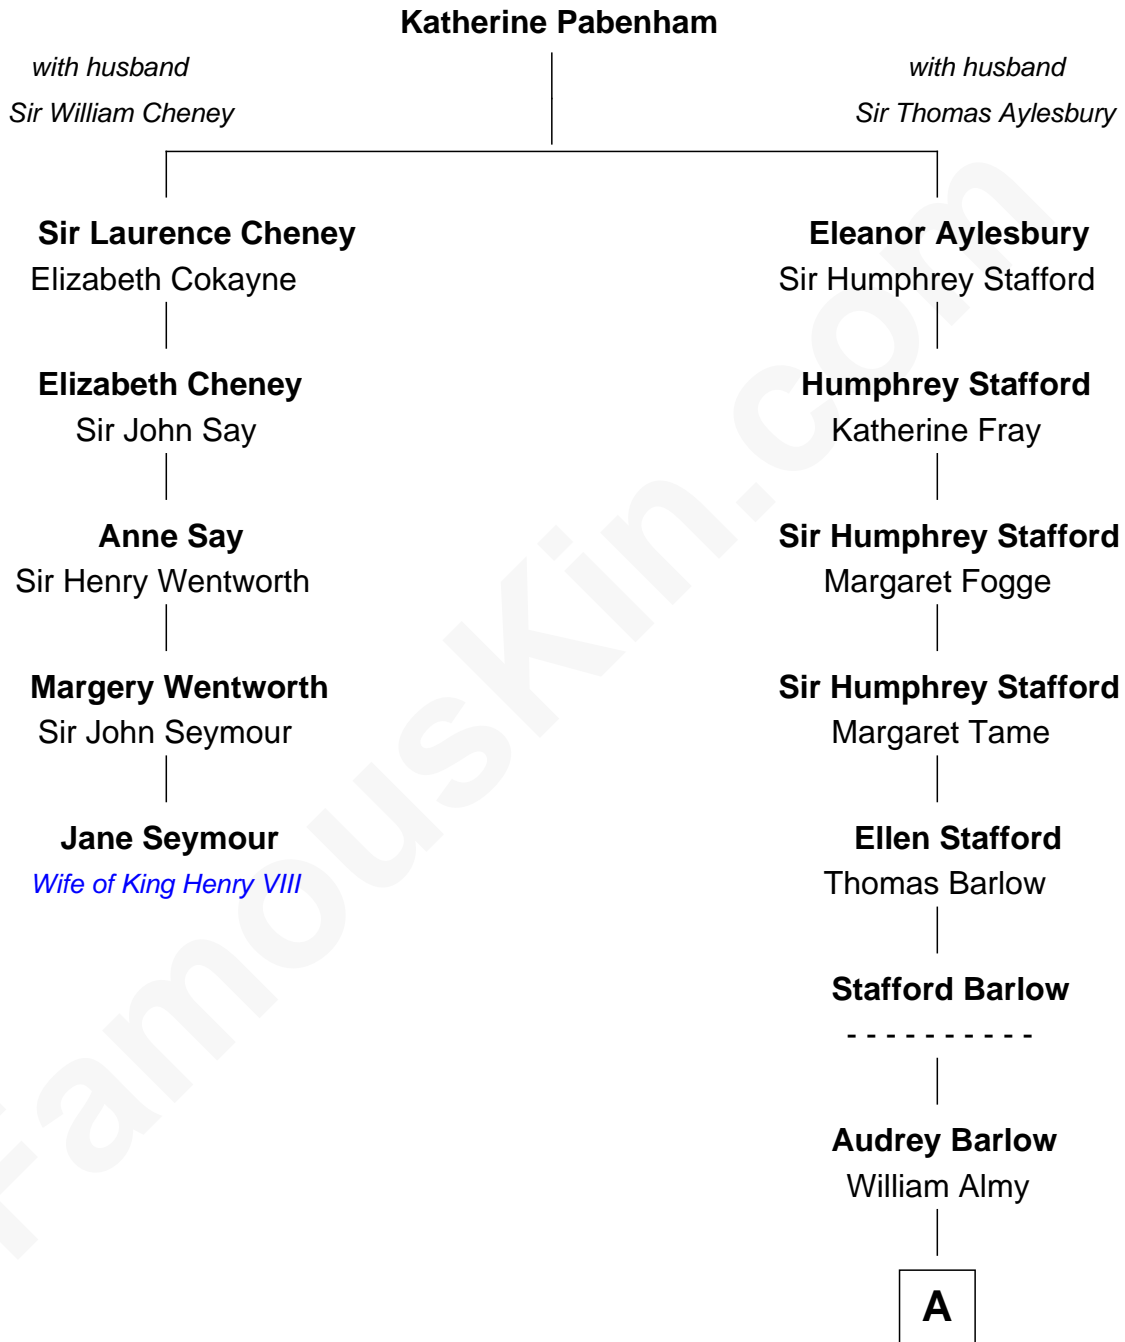 Katherine Pabenham
with husband
Sir William Cheney
with husband
Sir Thomas Aylesbury
Sir Laurence Cheney
Elizabeth Cokayne
Eleanor Aylesbury
Sir Humphrey Stafford
Elizabeth Cheney
Sir John Say
Humphrey Stafford
Katherine Fray
Anne Say
Sir Henry Wentworth
Sir Humphrey Stafford
Margaret Fogge
Margery Wentworth
Sir John Seymour
Sir Humphrey Stafford
Margaret Tame
Jane Seymour
Wife of King Henry VIII
Ellen Stafford
Thomas Barlow
Stafford Barlow
- - - - - - - - - -
Audrey Barlow
William Almy
A
FamousKin.com